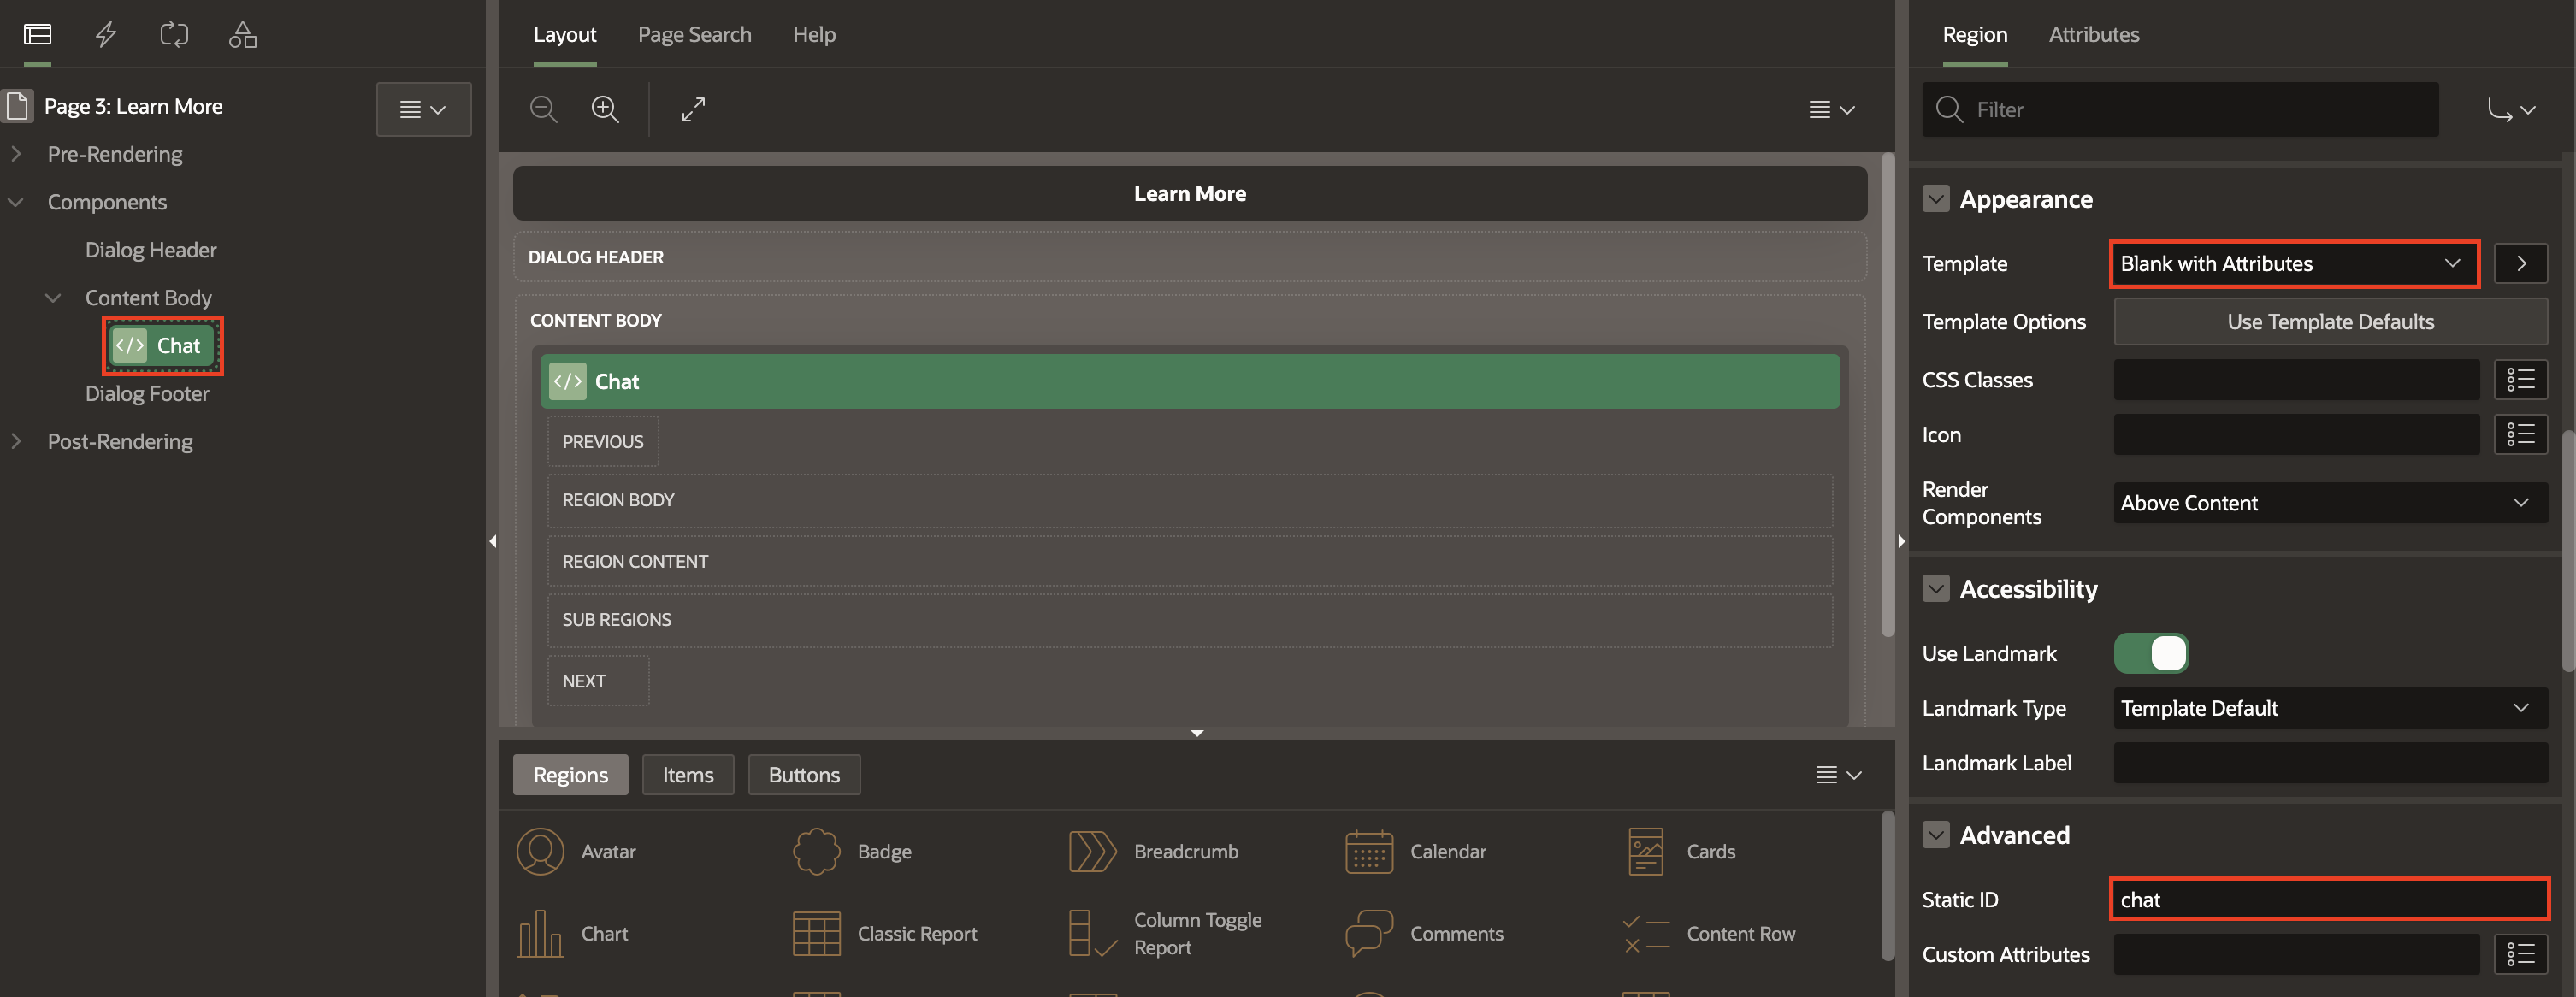 Page 3: Learn More
Pre-Rendering
Components
Dialog Header
Content Body
</> Chat
Dialog Footer
Post-Rendering
Layout
Page Search
Help
Learn More
DIALOG HEADER
CONTENT BODY
</> Chat
PREVIOUS
REGION BODY
REGION CONTENT
SUB REGIONS
NEXT
Regions
Items
Buttons
Avatar
Badge
Breadcrumb
Calendar
Cards
Chart
Classic Report
Column Toggle
Report
Comments
Content Row
Region
Attributes
Filter
Appearance
Template
Blank with Attributes
Template Options
Use Template Defaults
CSS Classes
Icon
Render
Components
Above Content
Accessibility
Use Landmark
Landmark Type
Template Default
Landmark Label
Advanced
Static ID
chat
Custom Attributes